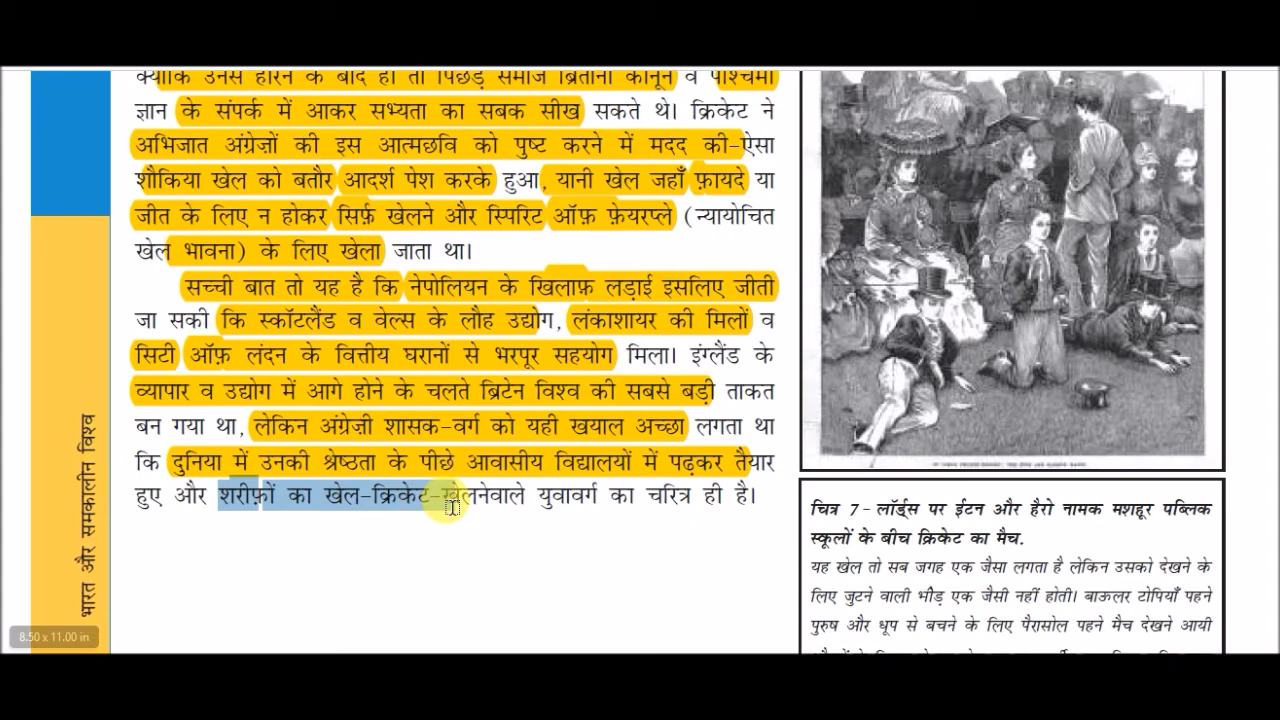 क्योंकि उनसे हारने के बाद ही तो पिछड़े समाज ब्रितानी कानून व पश्चिमी
ज्ञान के संपर्क में आकर सभ्यता का सबक सीख सकते थे। क्रिकेट ने
अभिजात अंग्रेज़ों की इस आत्मछवि को पुष्ट करने में मदद की-ऐसा
शौकिया खेल को बतौर आदर्श पेश करके हुआ, यानी खेल जहाँ फ़ायदे या
जीत के लिए न होकर सिर्फ़ खेलने और स्पिरिट ऑफ़ फ़ेयरप्ले (न्यायोचित
खेल भावना) के लिए खेला जाता था।
सच्ची बात तो यह है कि नेपोलियन के खिलाफ़ लड़ाई इसलिए जीती
जा सकी कि स्कॉटलैंड व वेल्स के लौह उद्योग, लंकाशायर की मिलों व
सिटी ऑफ़ लंदन के वित्तीय घरानों से भरपूर सहयोग मिला। इंग्लैंड के
व्यापार व उद्योग में आगे होने के चलते ब्रिटेन विश्व की सबसे बड़ी ताकत
बन गया था, लेकिन अंग्रेज़ी शासक-वर्ग को यही खयाल अच्छा लगता था
कि दुनिया में उनकी श्रेष्ठता के पीछे आवासीय विद्यालयों में पढ़कर तैयार
हुए और शरीफ़ों का खेल-क्रिकेट-खेलनेवाले युवावर्ग का चरित्र ही है।
भारत और समकालीन विश्व
8.50 x 11.00 in
चित्र 7 - लॉर्ड्स पर ईटन और हैरो नामक मशहूर पब्लिक
स्कूलों के बीच क्रिकेट का मैच.
यह खेल तो सब जगह एक जैसा लगता है लेकिन उसको देखने के
लिए जुटने वाली भीड़ एक जैसी नहीं होती। बाऊलर टोपियाँ पहने
पुरुष और धूप से बचने के लिए पैरासोल पहने मैच देखने आयी